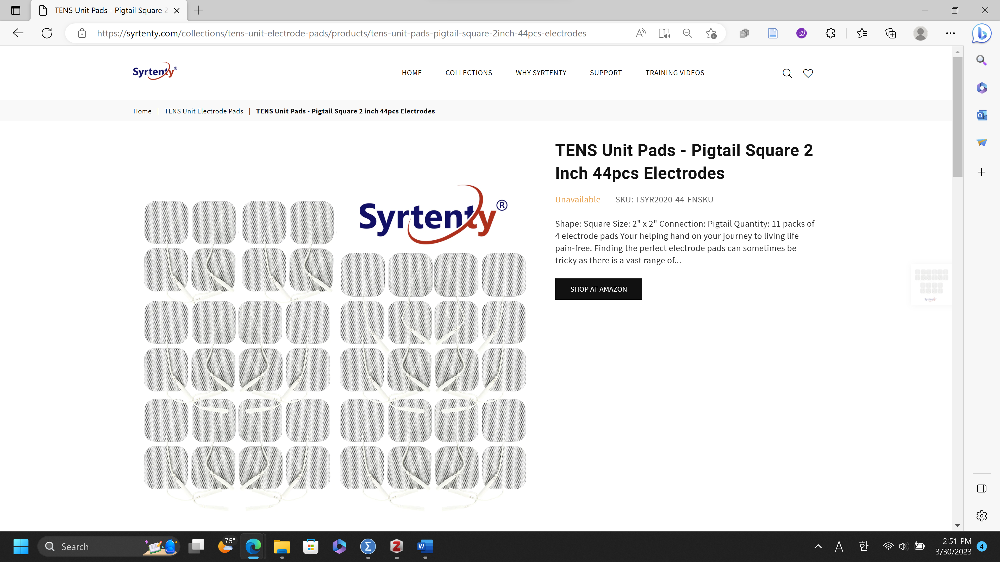 TENS Unit Pads - Pigtail Square 2
https://syrtenty.com/collections/tens-unit-electrode-pads/products/tens-unit-pads-pigtail-square-2inch-44pcs-electrodes
Syrtenty®
HOME COLLECTIONS WHY SYRTENTY SUPPORT TRAINING VIDEOS
Home | TENS Unit Electrode Pads | TENS Unit Pads - Pigtail Square 2 inch 44pcs Electrodes
Syrtenty®
TENS Unit Pads - Pigtail Square 2
Inch 44pcs Electrodes
Unavailable SKU: TSYR2020-44-FNSKU
Shape: Square Size: 2" x 2" Connection: Pigtail Quantity: 11 packs of
4 electrode pads Your helping hand on your journey to living life
pain-free. Finding the perfect electrode pads can sometimes be
tricky as there is a vast range of...
SHOP AT AMAZON
Syrtenty
Search
75°
A 한
2:51 PM
3/30/2023
4